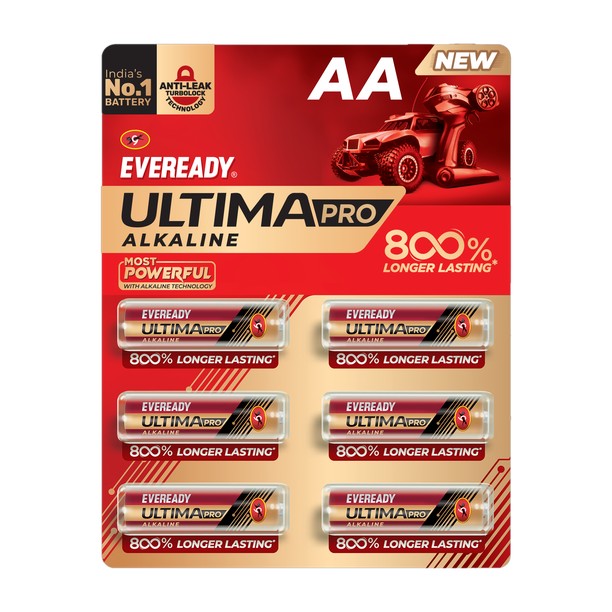 India's
No.1
BATTERY
ANTI-LEAK
TURBOLOCK
TECHNOLOGY
AA
NEW
EVEREADY®
ULTIMA PRO
ALKALINE
800%
LONGER LASTING*
MOST
POWERFUL
WITH ALKALINE TECHNOLOGY
EVEREADY
ULTIMA PRO
ALKALINE
800% LONGER LASTING*
EVEREADY
ULTIMA PRO
ALKALINE
800% LONGER LASTING*
EVEREADY
ULTIMA PRO
ALKALINE
800% LONGER LASTING*
EVEREADY
ULTIMA PRO
ALKALINE
800% LONGER LASTING*
EVEREADY
ULTIMA PRO
ALKALINE
800% LONGER LASTING*
EVEREADY
ULTIMA PRO
ALKALINE
800% LONGER LASTING*